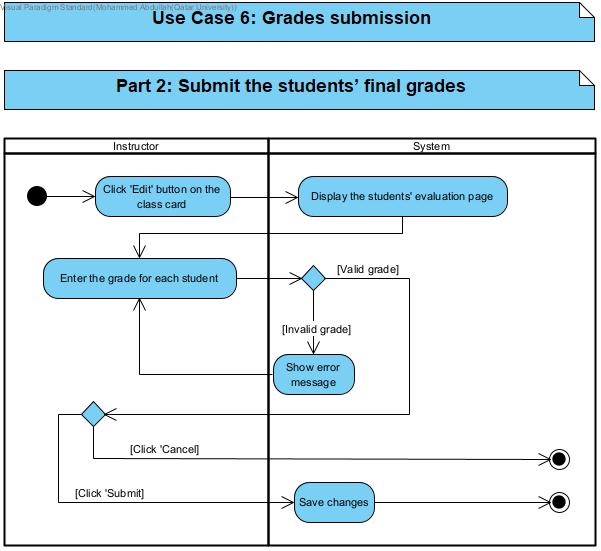 Visual Paradigm Standard(Mohammed Abdullah(Qatar University))
Use Case 6: Grades submission
Part 2: Submit the students’ final grades
Instructor
System
Click 'Edit' button on the
class card
Display the students' evaluation page
Enter the grade for each student
[Valid grade]
[Invalid grade]
Show error
message
[Click 'Cancel]
[Click 'Submit]
Save changes